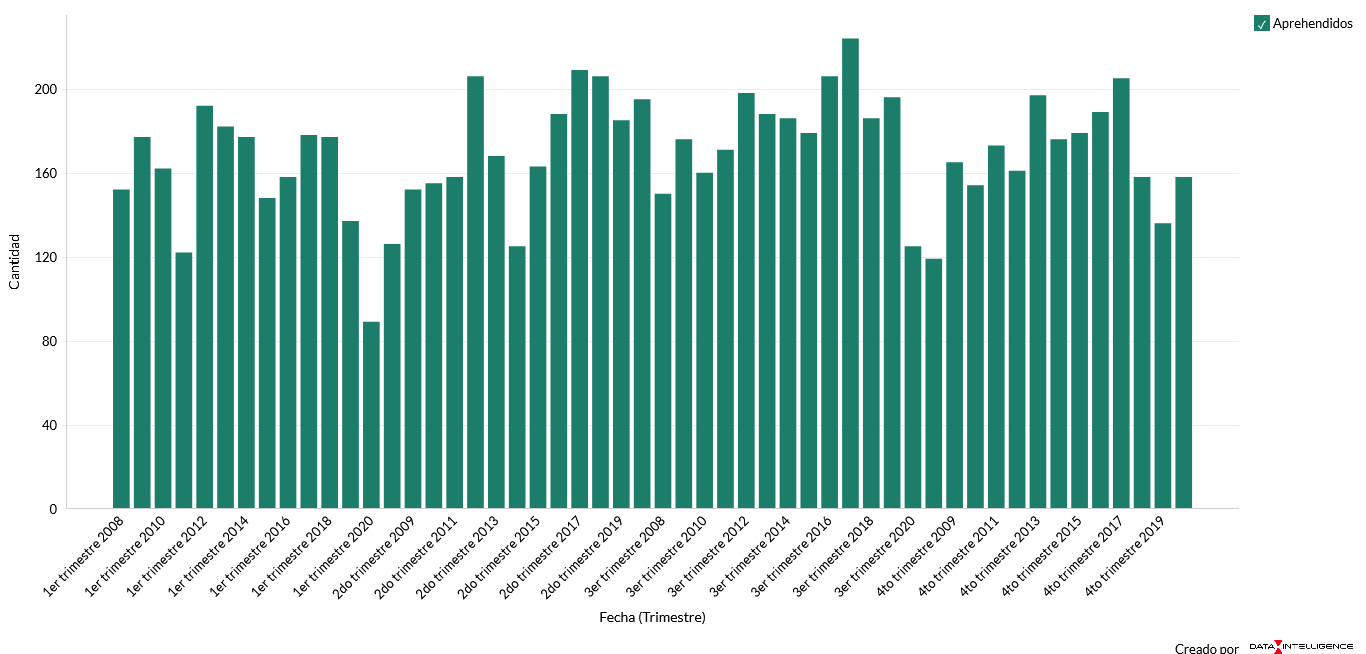 ✓ Aprehendidos
200
160
120
80
40
0
Cantidad
1er trimestre 2008
1er trimestre 2010
1er trimestre 2012
1er trimestre 2014
1er trimestre 2016
1er trimestre 2018
1er trimestre 2020
2do trimestre 2009
2do trimestre 2011
2do trimestre 2013
2do trimestre 2015
2do trimestre 2017
2do trimestre 2019
3er trimestre 2008
3er trimestre 2010
3er trimestre 2012
3er trimestre 2014
3er trimestre 2016
3er trimestre 2018
3er trimestre 2020
4to trimestre 2009
4to trimestre 2011
4to trimestre 2013
4to trimestre 2015
4to trimestre 2017
4to trimestre 2019
Fecha (Trimestre)
Creado por DATA INTELLIGENCE